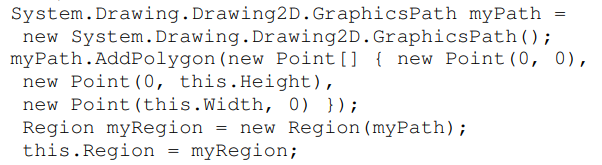 System.Drawing.Drawing2D.GraphicsPath myPath =
new System.Drawing.Drawing2D.GraphicsPath();
myPath.AddPolygon(new Point[] { new Point(0, 0),
new Point(0, this.Height),
new Point(this.Width, 0) });
Region myRegion = new Region(myPath);
this.Region = myRegion;